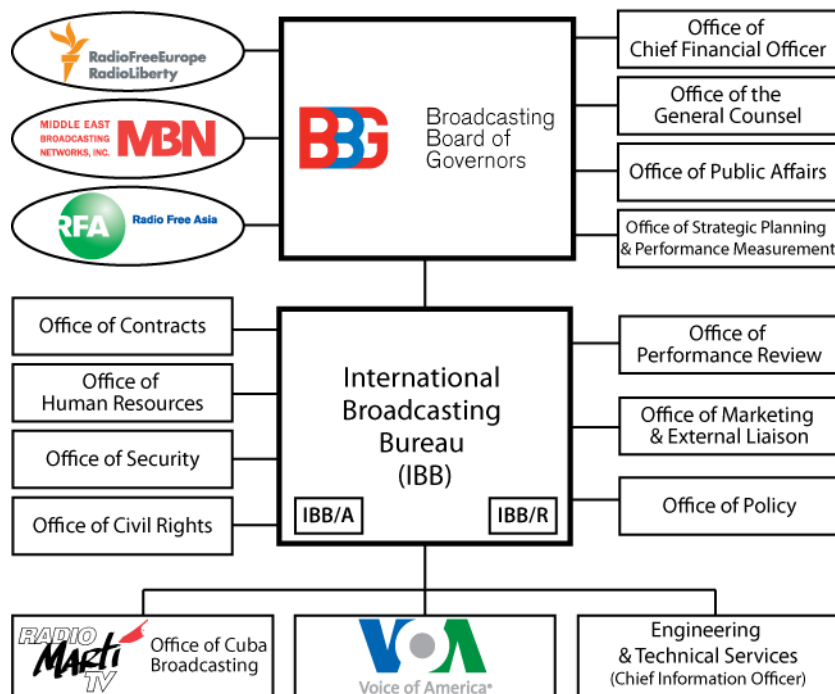 RadioFreeEurope
RadioLiberty
MIDDLE EAST
BROADCASTING
NETWORKS, INC.
MBN
RFA
Radio Free Asia
BBG
Broadcasting
Board of
Governors
Office of
Chief Financial Officer
Office of the
General Counsel
Office of Public Affairs
Office of Strategic Planning
& Performance Measurement
Office of Contracts
Office of
Human Resources
Office of Security
Office of Civil Rights
International
Broadcasting
Bureau
(IBB)
IBB/A
IBB/R
Office of
Performance Review
Office of Marketing
& External Liaison
Office of Policy
RADIO
Martí
TV
Office of Cuba
Broadcasting
VOA
Voice of America®
Engineering
& Technical Services
(Chief Information Officer)